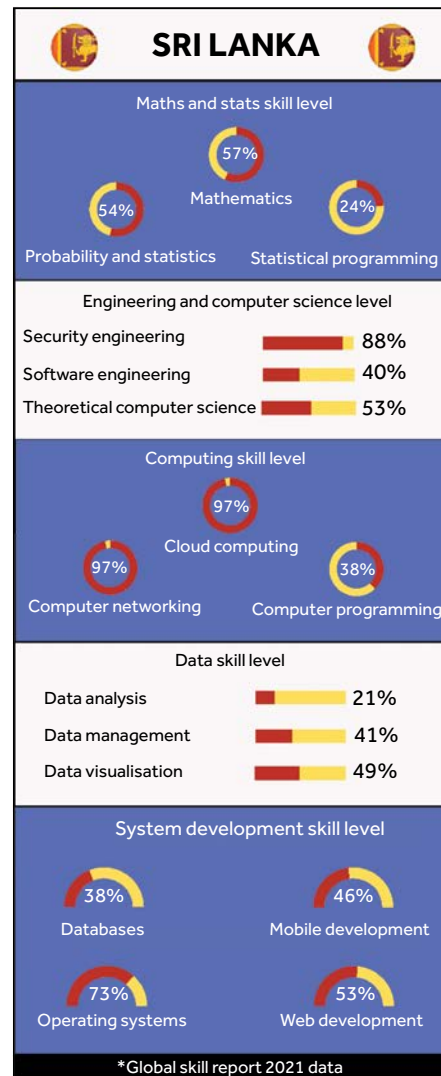 SRI LANKA
Maths and stats skill level
57%
Mathematics
54%
Probability and statistics
24%
Statistical programming
Engineering and computer science level
Security engineering 88%
Software engineering 40%
Theoretical computer science 53%
Computing skill level
97%
Cloud computing
97%
Computer networking
38%
Computer programming
Data skill level
Data analysis 21%
Data management 41%
Data visualisation 49%
System development skill level
38%
Databases
46%
Mobile development
73%
Operating systems
53%
Web development
*Global skill report 2021 data